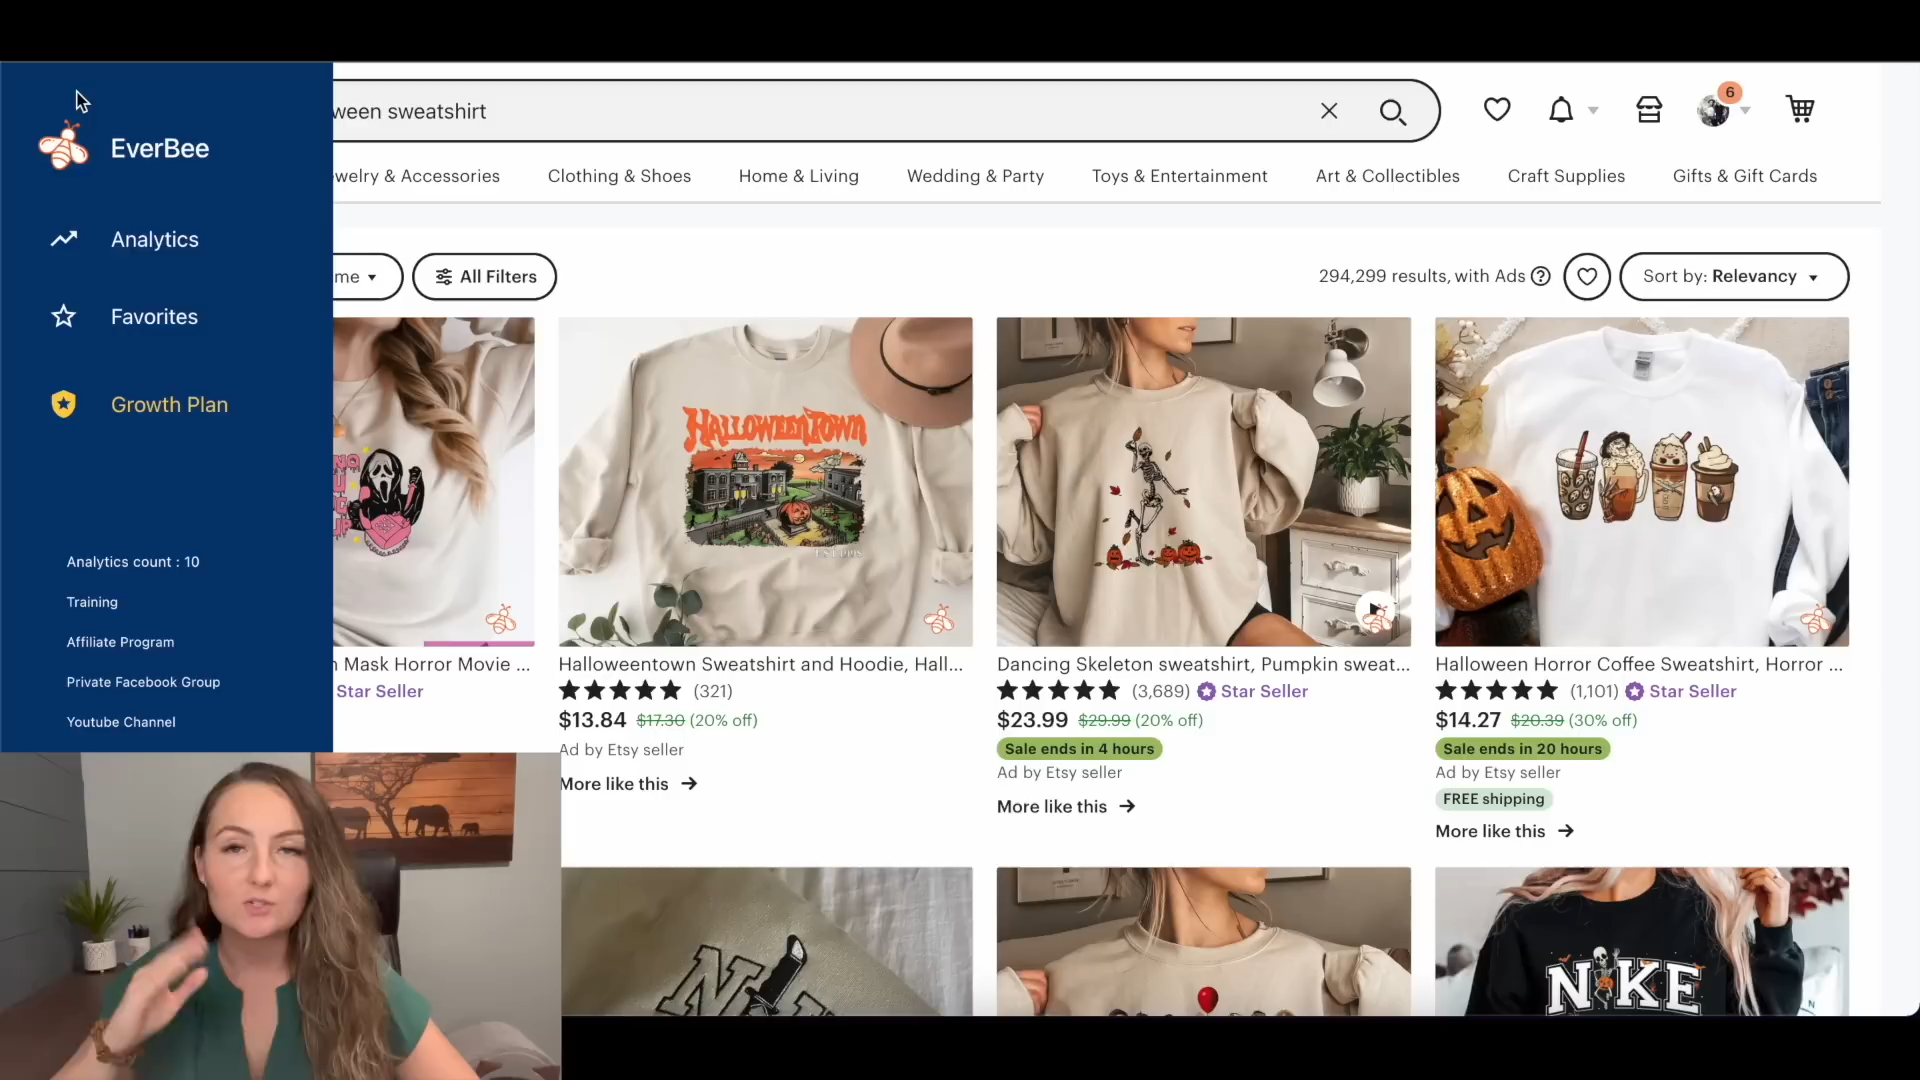 EverBee
Analytics
Favorites
Growth Plan
Analytics count : 10
Training
Affiliate Program
Private Facebook Group
Youtube Channel
ween sweatshirt
6
welry & Accessories
Clothing & Shoes
Home & Living
Wedding & Party
Toys & Entertainment
Art & Collectibles
Craft Supplies
Gifts & Gift Cards
me
All Filters
294,299 results, with Ads
Sort by: Relevancy
HALLOWEENTOWN
Mask Horror Movie ...
Star Seller
Halloweentown Sweatshirt and Hoodie, Hall...
(321)
$13.84 $17.30 (20% off)
Ad by Etsy seller
More like this
Dancing Skeleton sweatshirt, Pumpkin sweat...
(3,689) Star Seller
$23.99 $29.99 (20% off)
Sale ends in 4 hours
Ad by Etsy seller
More like this
Halloween Horror Coffee Sweatshirt, Horror ...
(1,101) Star Seller
$14.27 $20.39 (30% off)
Sale ends in 20 hours
Ad by Etsy seller
FREE shipping
More like this
NIKE